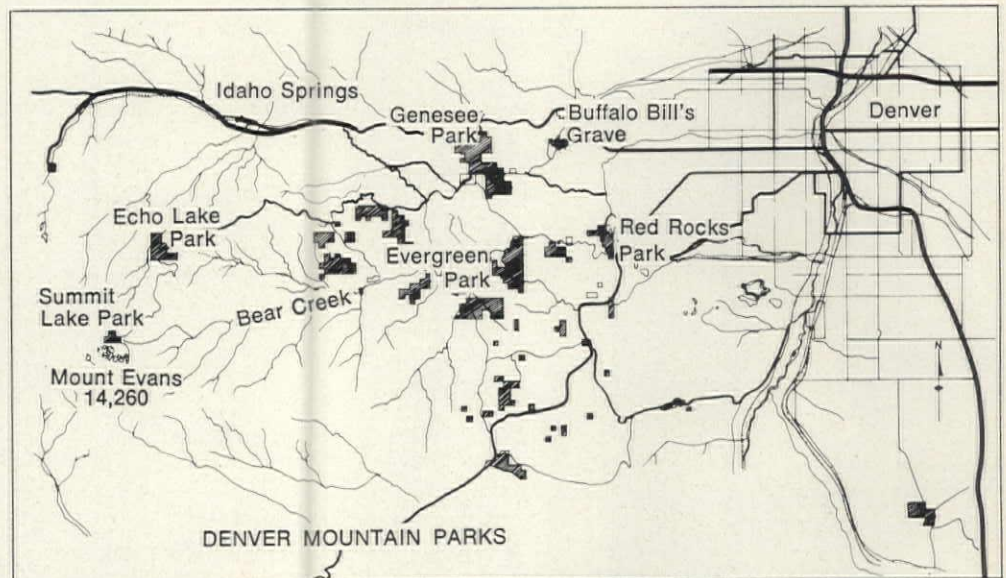 Idaho Springs
Genesee
Park
Buffalo Bill's
Grave
Denver
Echo Lake
Park
Evergreen
Park
Red Rocks
Park
Summit
Lake Park
Bear Creek
Mount Evans
14,260
N
DENVER MOUNTAIN PARKS